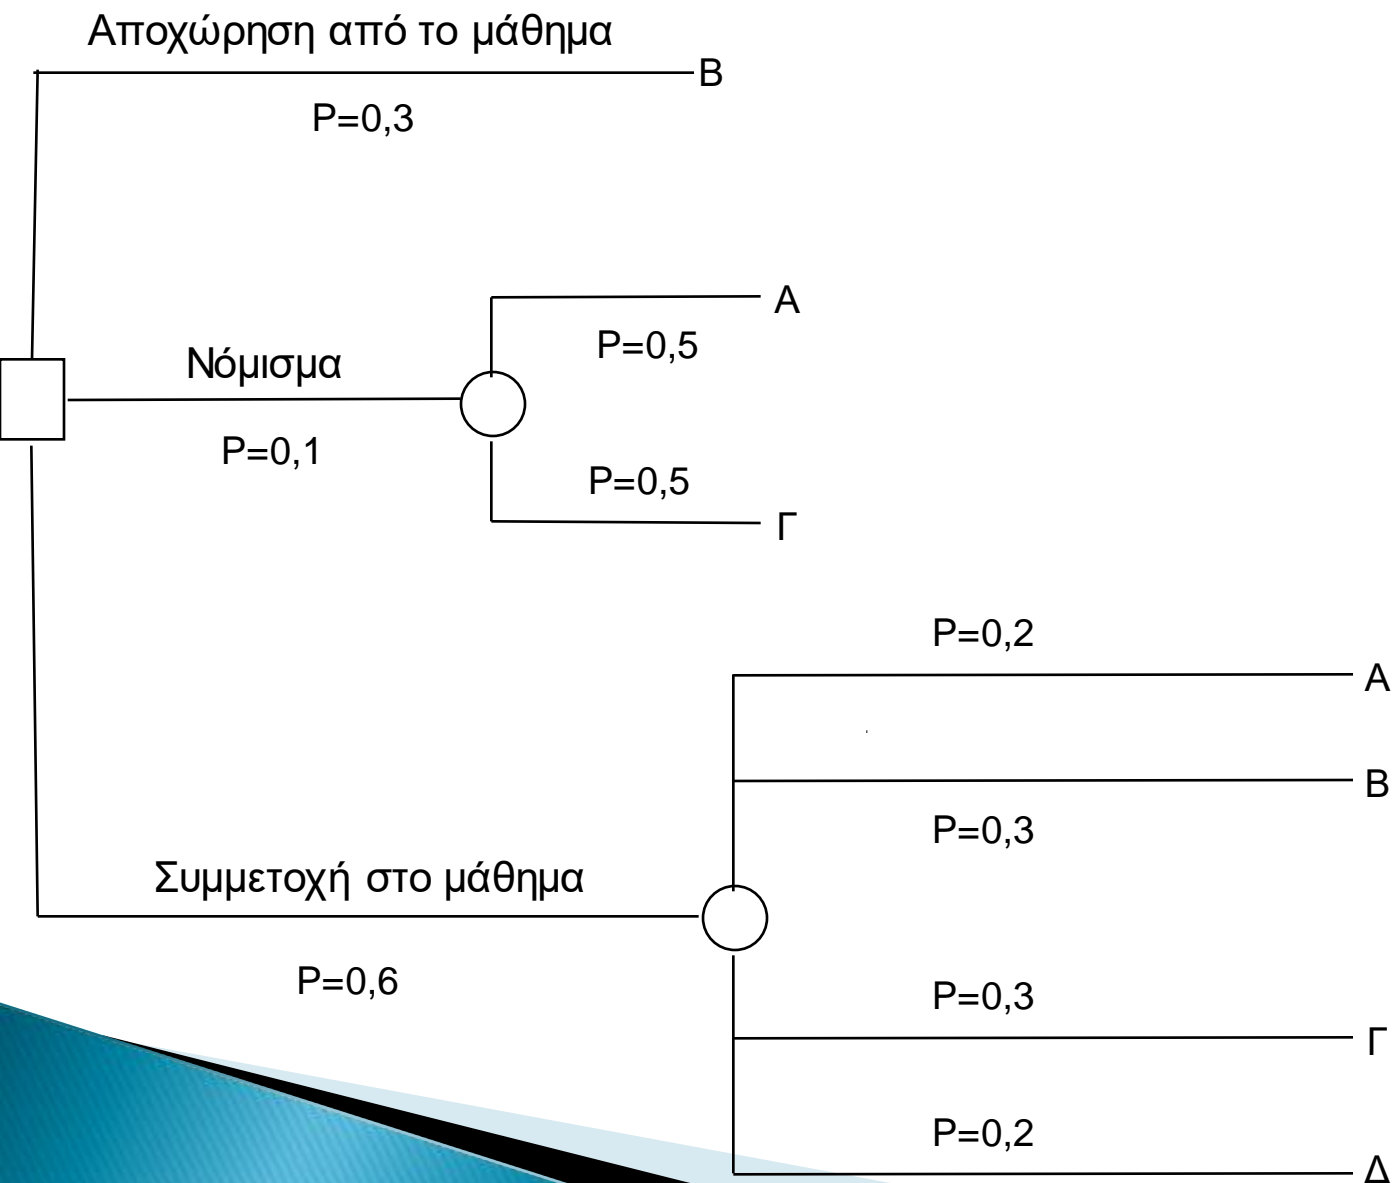 Αποχώρηση από το μάθημα
Β
P=0,3
Α
P=0,5
Νόμισμα
P=0,1
P=0,5
Γ
P=0,2
Α
Β
P=0,3
Συμμετοχή στο μάθημα
P=0,6
P=0,3
Γ
P=0,2
Δ